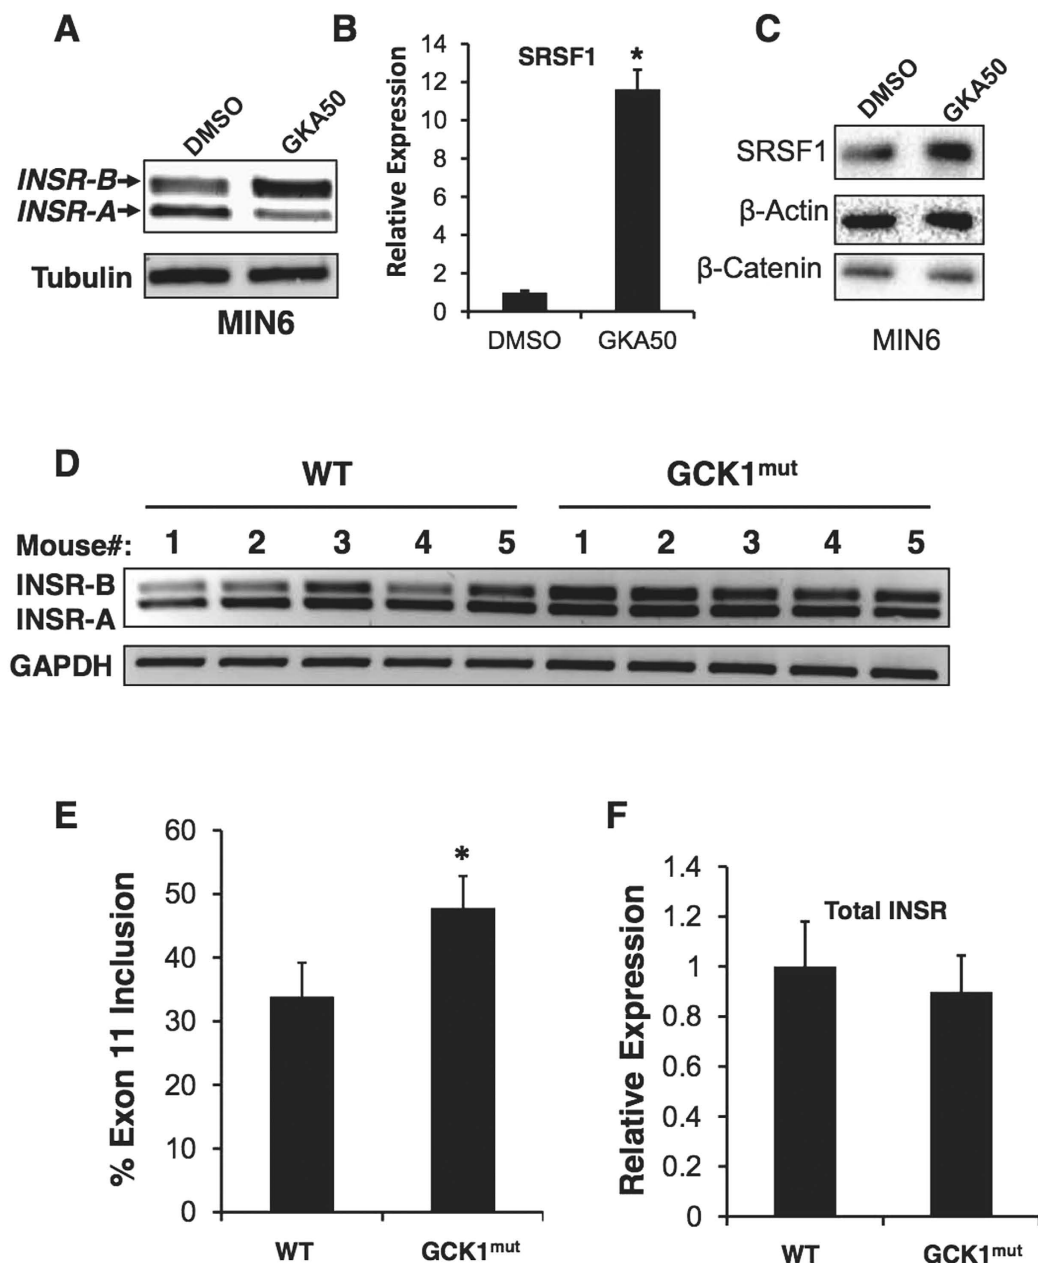 A
DMSO
GKA50
INSR-B
INSR-A
Tubulin
MIN6
B
SRSF1
*
Relative Expression
14
12
10
8
6
4
2
0
DMSO
GKA50
C
DMSO
GKA50
SRSF1
β-Actin
β-Catenin
MIN6
D
WT
GCK1mut
Mouse#: 1 2 3 4 5 1 2 3 4 5
INSR-B
INSR-A
GAPDH
E
% Exon 11 Inclusion
60
50
40
30
20
10
0
*
WT
GCK1mut
F
Relative Expression
1.4
1.2
1
0.8
0.6
0.4
0.2
0
Total INSR
WT
GCK1mut